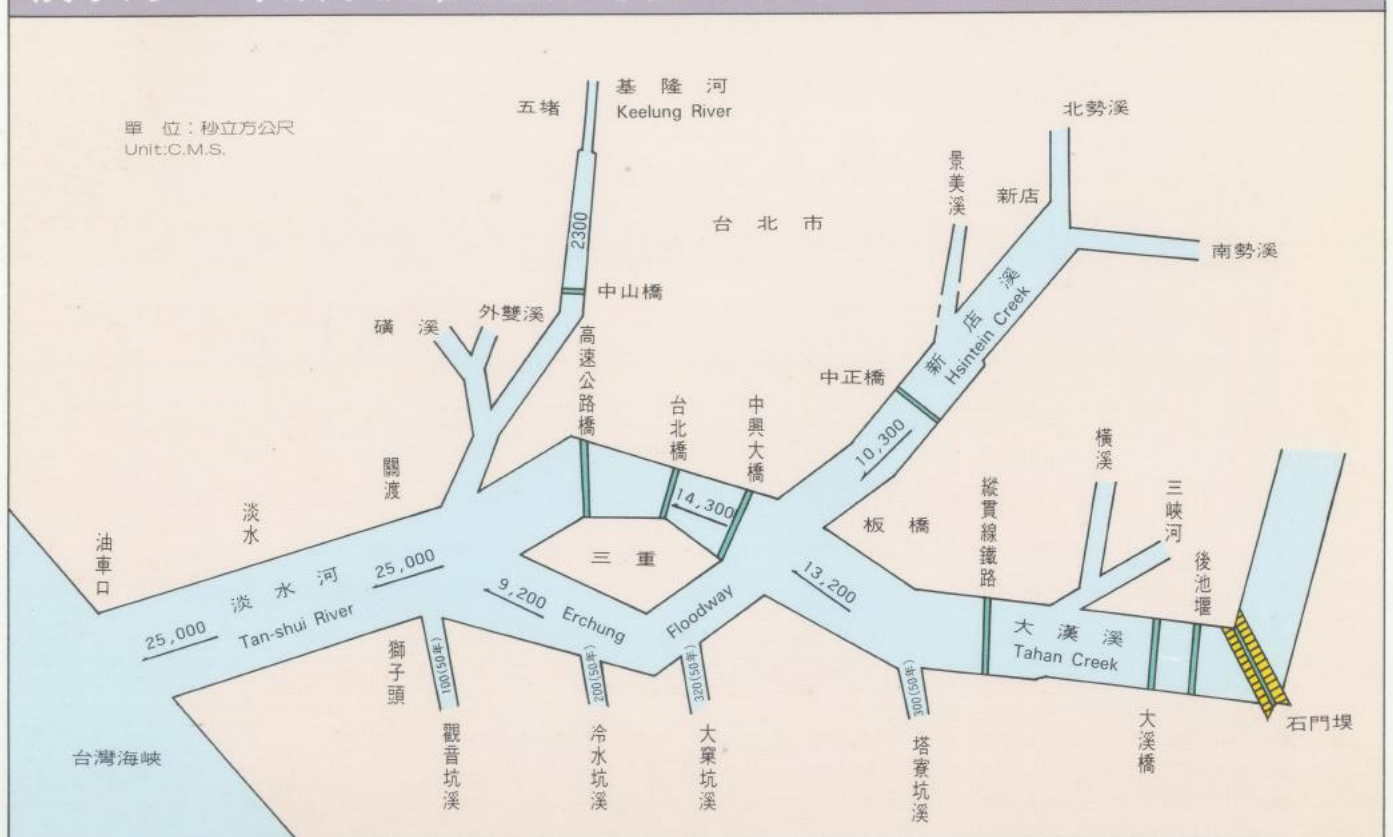 基隆河
Keelung River
五堵
單位：秒立方公尺
Unit:C.M.S.
北勢溪
景美溪
新店
台北市
2300
南勢溪
中山橋
外雙溪
磺溪
高速公路橋
新店溪
Hsintein Creek
中正橋
台北橋
中興大橋
10,300
橫溪
關渡
14,300
縱貫線鐵路
三峽河
淡水
板橋
後池堰
油車口
三重
25,000
13,200
淡水河
9,200
Erchung
Floodway
25,000
Tan-shui River
大漢溪
Tahan Creek
獅子頭
100(50年)
200(50年)
320(50年)
300(50年)
石門埧
觀音坑溪
冷水坑溪
大窠坑溪
塔寮坑溪
大溪橋
台灣海峽